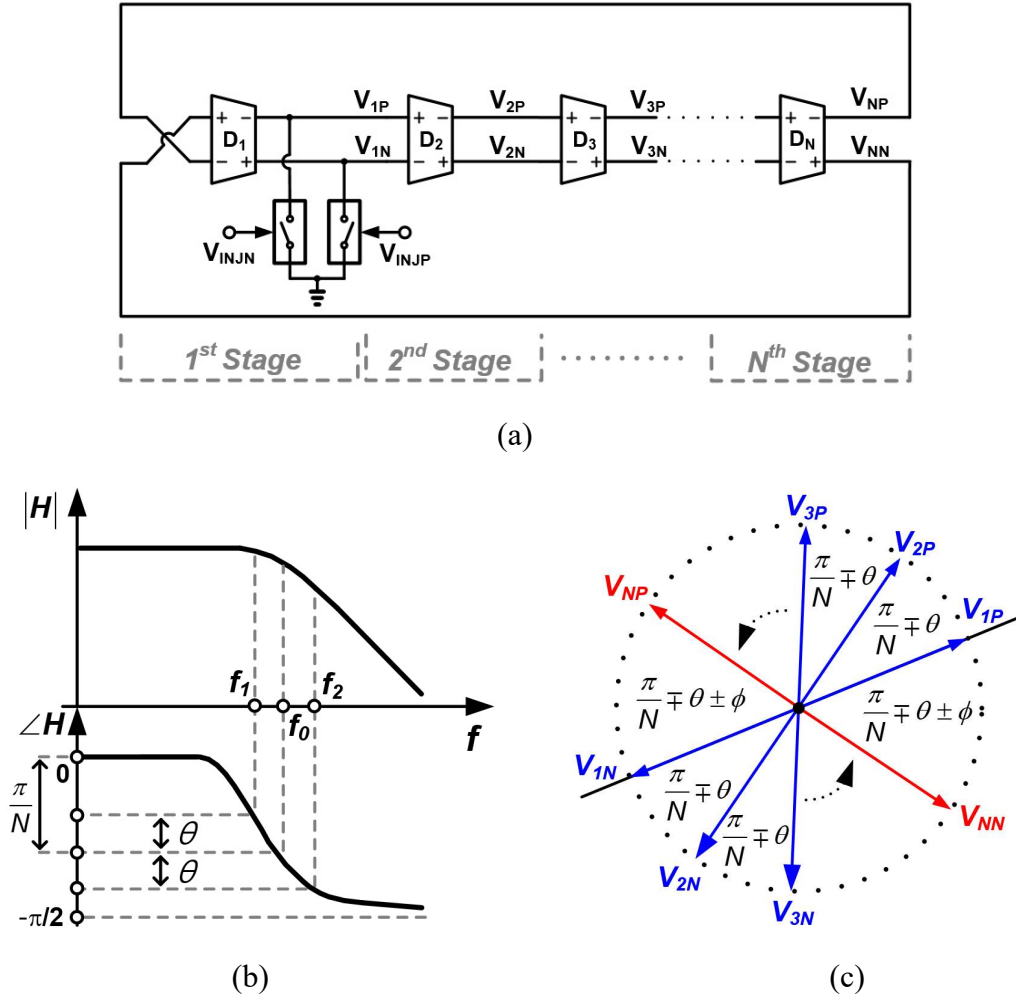 V1P V2P V3P VNP
+ − + − + − + −
D1 D2 D3 DN
− + − + − + − +
V1N V2N V3N VNN
VINJN VINJP
1st Stage 2nd Stage Nth Stage
(a)
|H|
f1 f2
f0 f
∠H
0
π/N
θ
θ
-π/2
(b)
V3P
V2P
VNP π/N ∓ θ
V1P
π/N ∓ θ
π/N ∓ θ ± ϕ π/N ∓ θ ± ϕ
V1N
π/N ∓ θ
π/N ∓ θ VNN
V2N
V3N
(c)